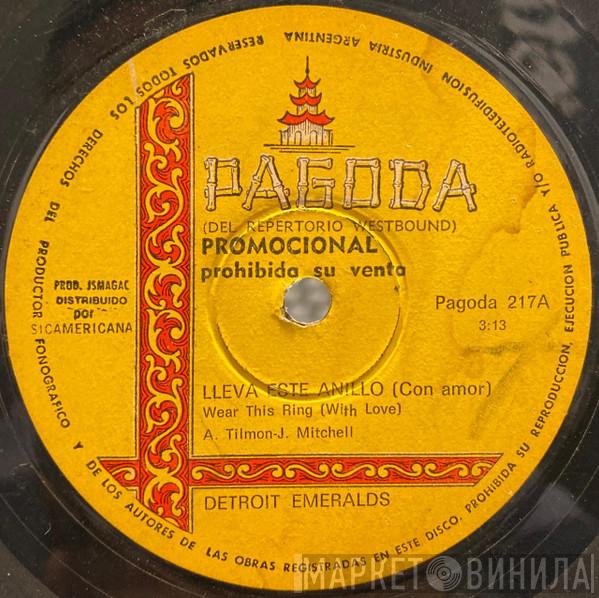 RESERVADOS TODOS LOS DERECHOS DEL PRODUCTOR FONOGRAFICO Y DE LOS AUTORES DE LAS OBRAS REGISTRADAS EN ESTE DISCO. PROHIBIDA SU REPRODUCCION, EJECUCION PUBLICA Y/O RADIOTELEDIFUSION INDUSTRIA ARGENTINA
PAGODA
(DEL REPERTORIO WESTBOUND)
PROMOCIONAL
prohibida su venta
PROD. JSMAGAC
DISTRIBUIDO
por
SICAMERICANA
Pagoda 217A
3:13
LLEVA ESTE ANILLO (Con amor)
Wear This Ring (With Love)
A. Tilmon-J. Mitchell
DETROIT EMERALDS
МАРКЕТ ВИНИЛА